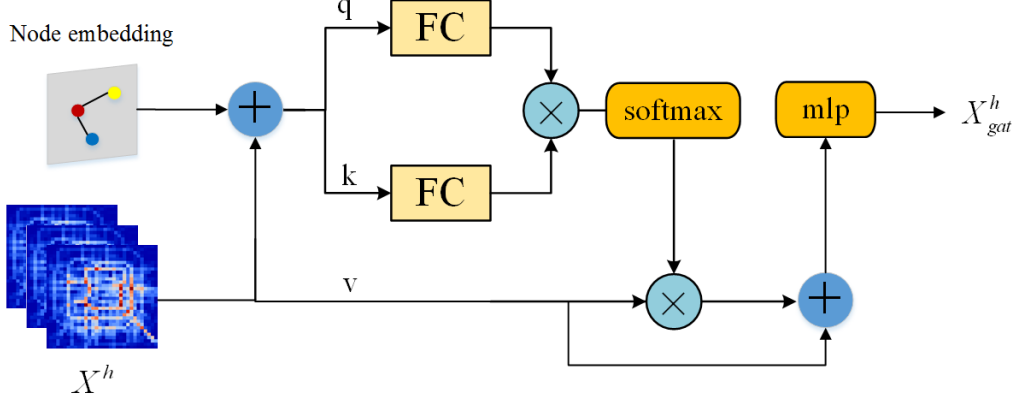 Node embedding
q
FC
k
FC
×
softmax
mlp
X^h_gat
+
v
×
+
X^h